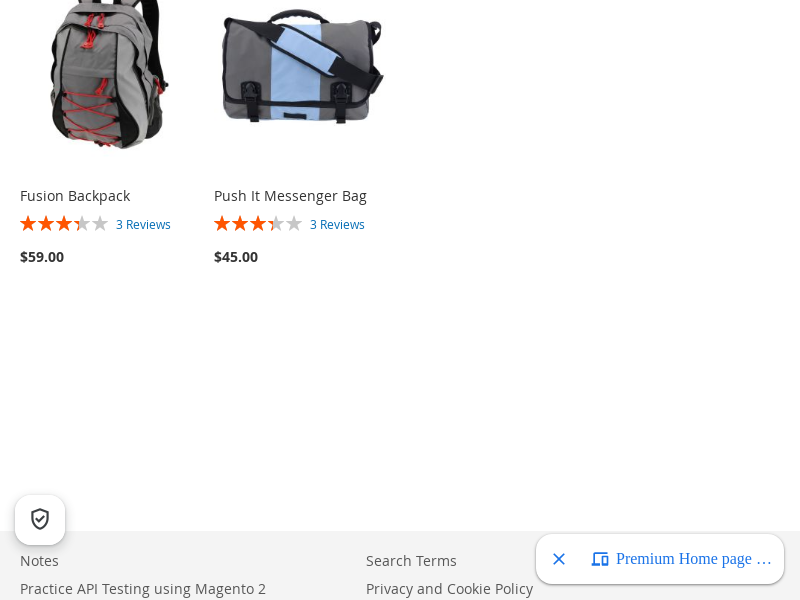 Fusion Backpack
Push It Messenger Bag
3 Reviews
3 Reviews
$59.00
$45.00
Notes
Search Terms
Premium Home page …
Practice API Testing using Magento 2
Privacy and Cookie Policy